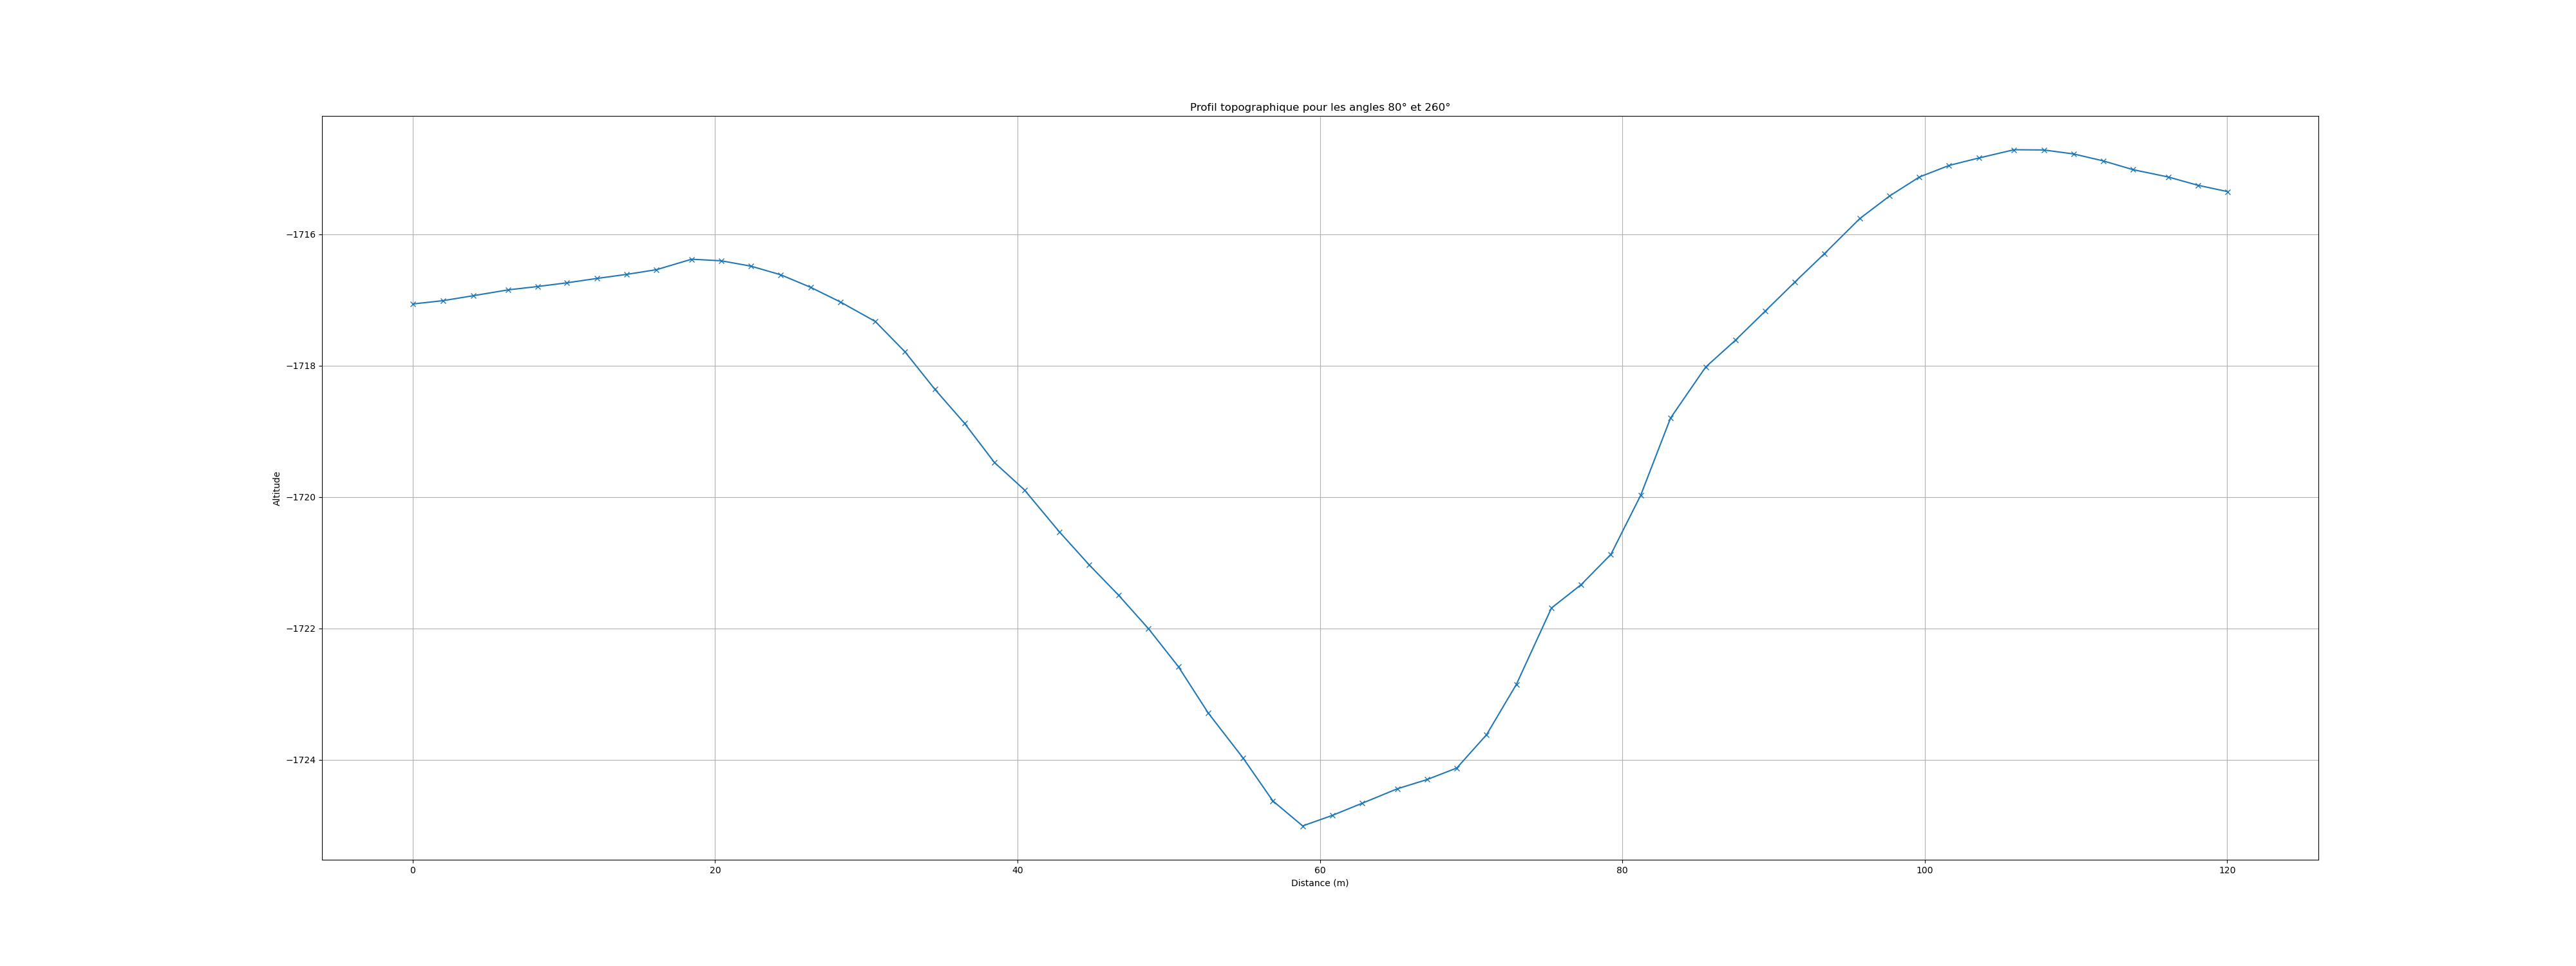 Profil topographique pour les angles 80° et 260°
Altitude
−1716
−1718
−1720
−1722
−1724
0 20 40 60 80 100 120
Distance (m)